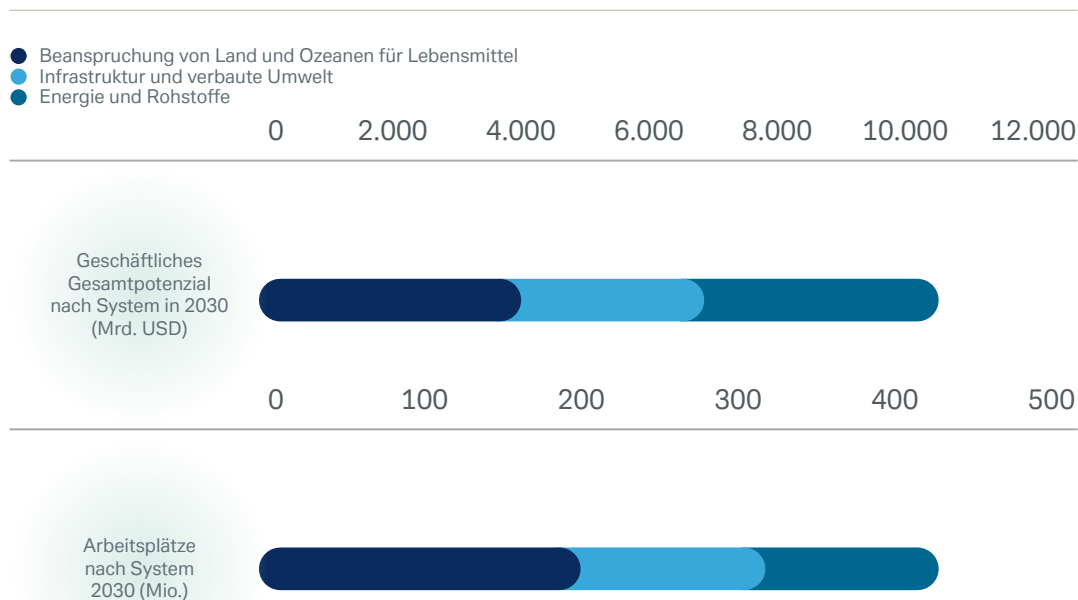 Beanspruchung von Land und Ozeanen für Lebensmittel
Infrastruktur und verbaute Umwelt
Energie und Rohstoffe
0 2.000 4.000 6.000 8.000 10.000 12.000
Geschäftliches
Gesamtpotenzial
nach System in 2030
(Mrd. USD)
0 100 200 300 400 500
Arbeitsplätze
nach System
2030 (Mio.)